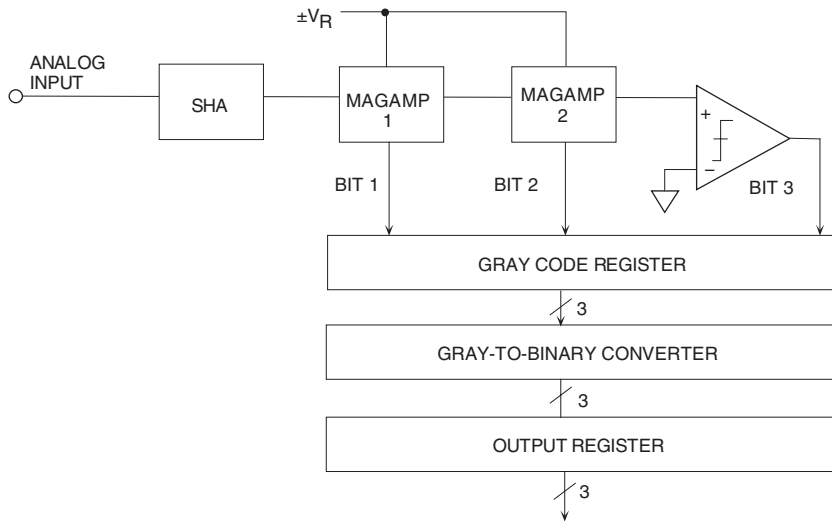 ±VR
ANALOG
INPUT
SHA
MAGAMP
1
MAGAMP
2
+
−
BIT 1
BIT 2
BIT 3
GRAY CODE REGISTER
3
GRAY-TO-BINARY CONVERTER
3
OUTPUT REGISTER
3